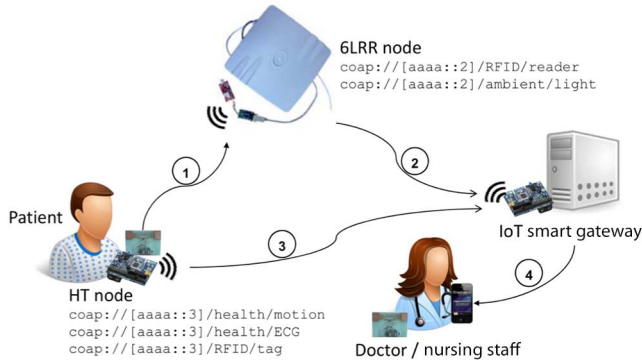 6LRR node
coap://[aaaa::2]/RFID/reader
coap://[aaaa::2]/ambient/light
1
2
Patient
3
IoT smart gateway
4
HT node
coap://[aaaa::3]/health/motion
coap://[aaaa::3]/health/ECG
coap://[aaaa::3]/RFID/tag
Doctor / nursing staff